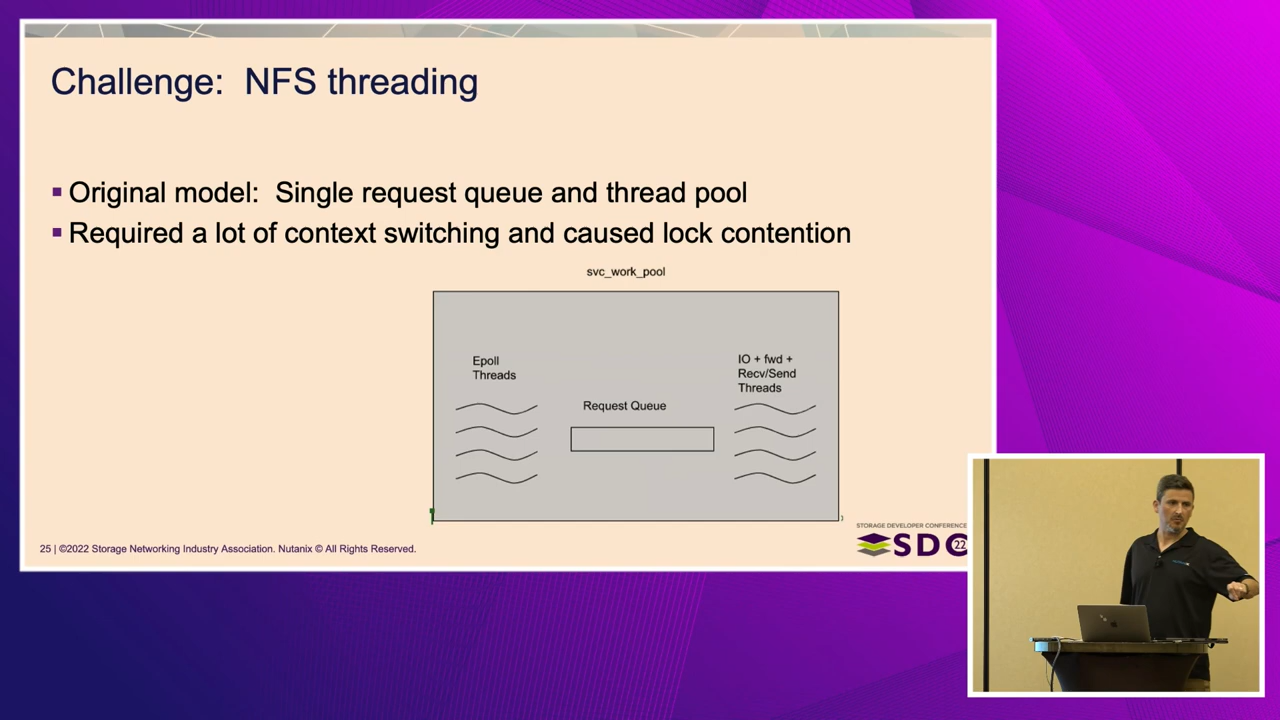 Challenge: NFS threading
Original model: Single request queue and thread pool
Required a lot of context switching and caused lock contention
svc_work_pool
Epoll
Threads
Request Queue
IO + fwd +
Recv/Send
Threads
25 | ©2022 Storage Networking Industry Association. Nutanix © All Rights Reserved.
STORAGE DEVELOPER CONFERENCE
SDC
22